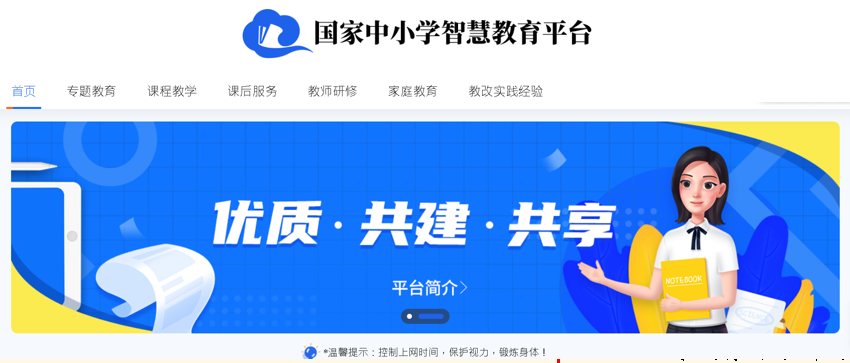 国家中小学智慧教育平台
首页 专题教育 课程教学 课后服务 教师研修 家庭教育 教改实践经验
优质·共建·共享
NOTEBOOK
平台简介>
*温馨提示：控制上网时间，保护视力，锻炼身体！